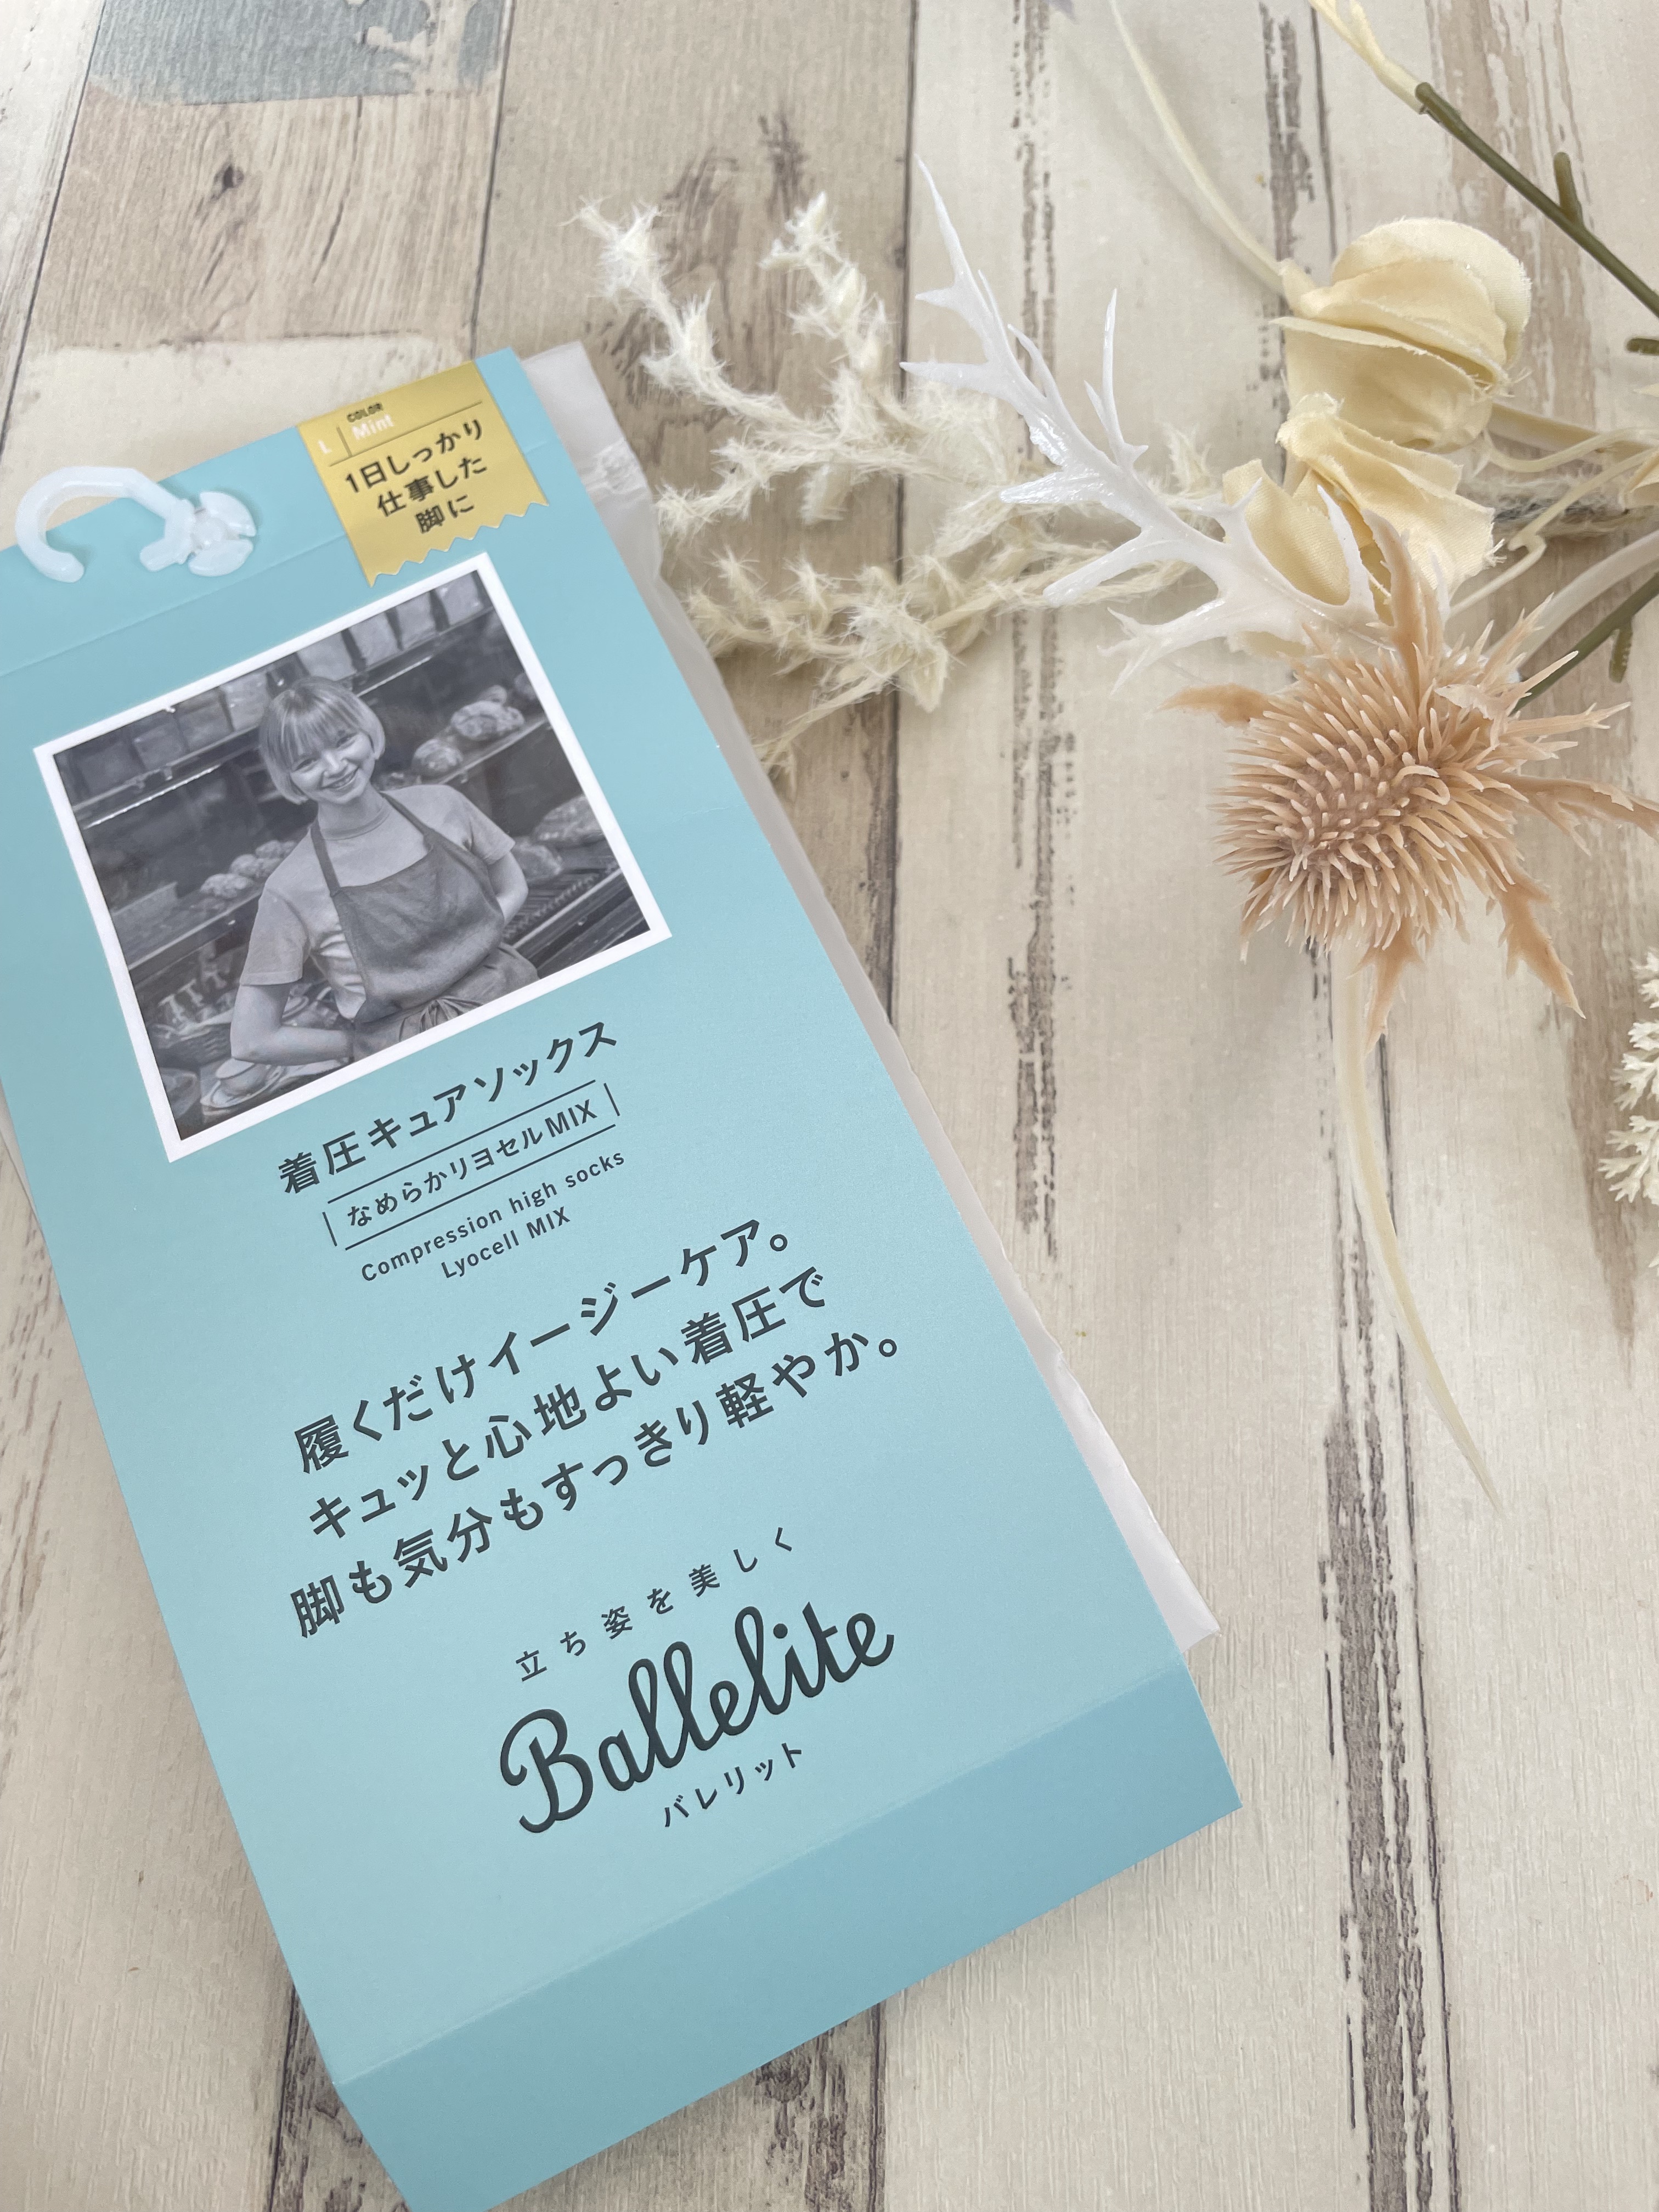 COLOR
L Mint
1日しっかり
仕事した
脚に
着圧キュアソックス
なめらかリヨセルMIX
Compression high socks
Lyocell MIX
履くだけイージーケア。
キュッと心地よい着圧で
脚も気分もすっきり軽やか。
立ち姿を美しく
Ballelite
バレリット